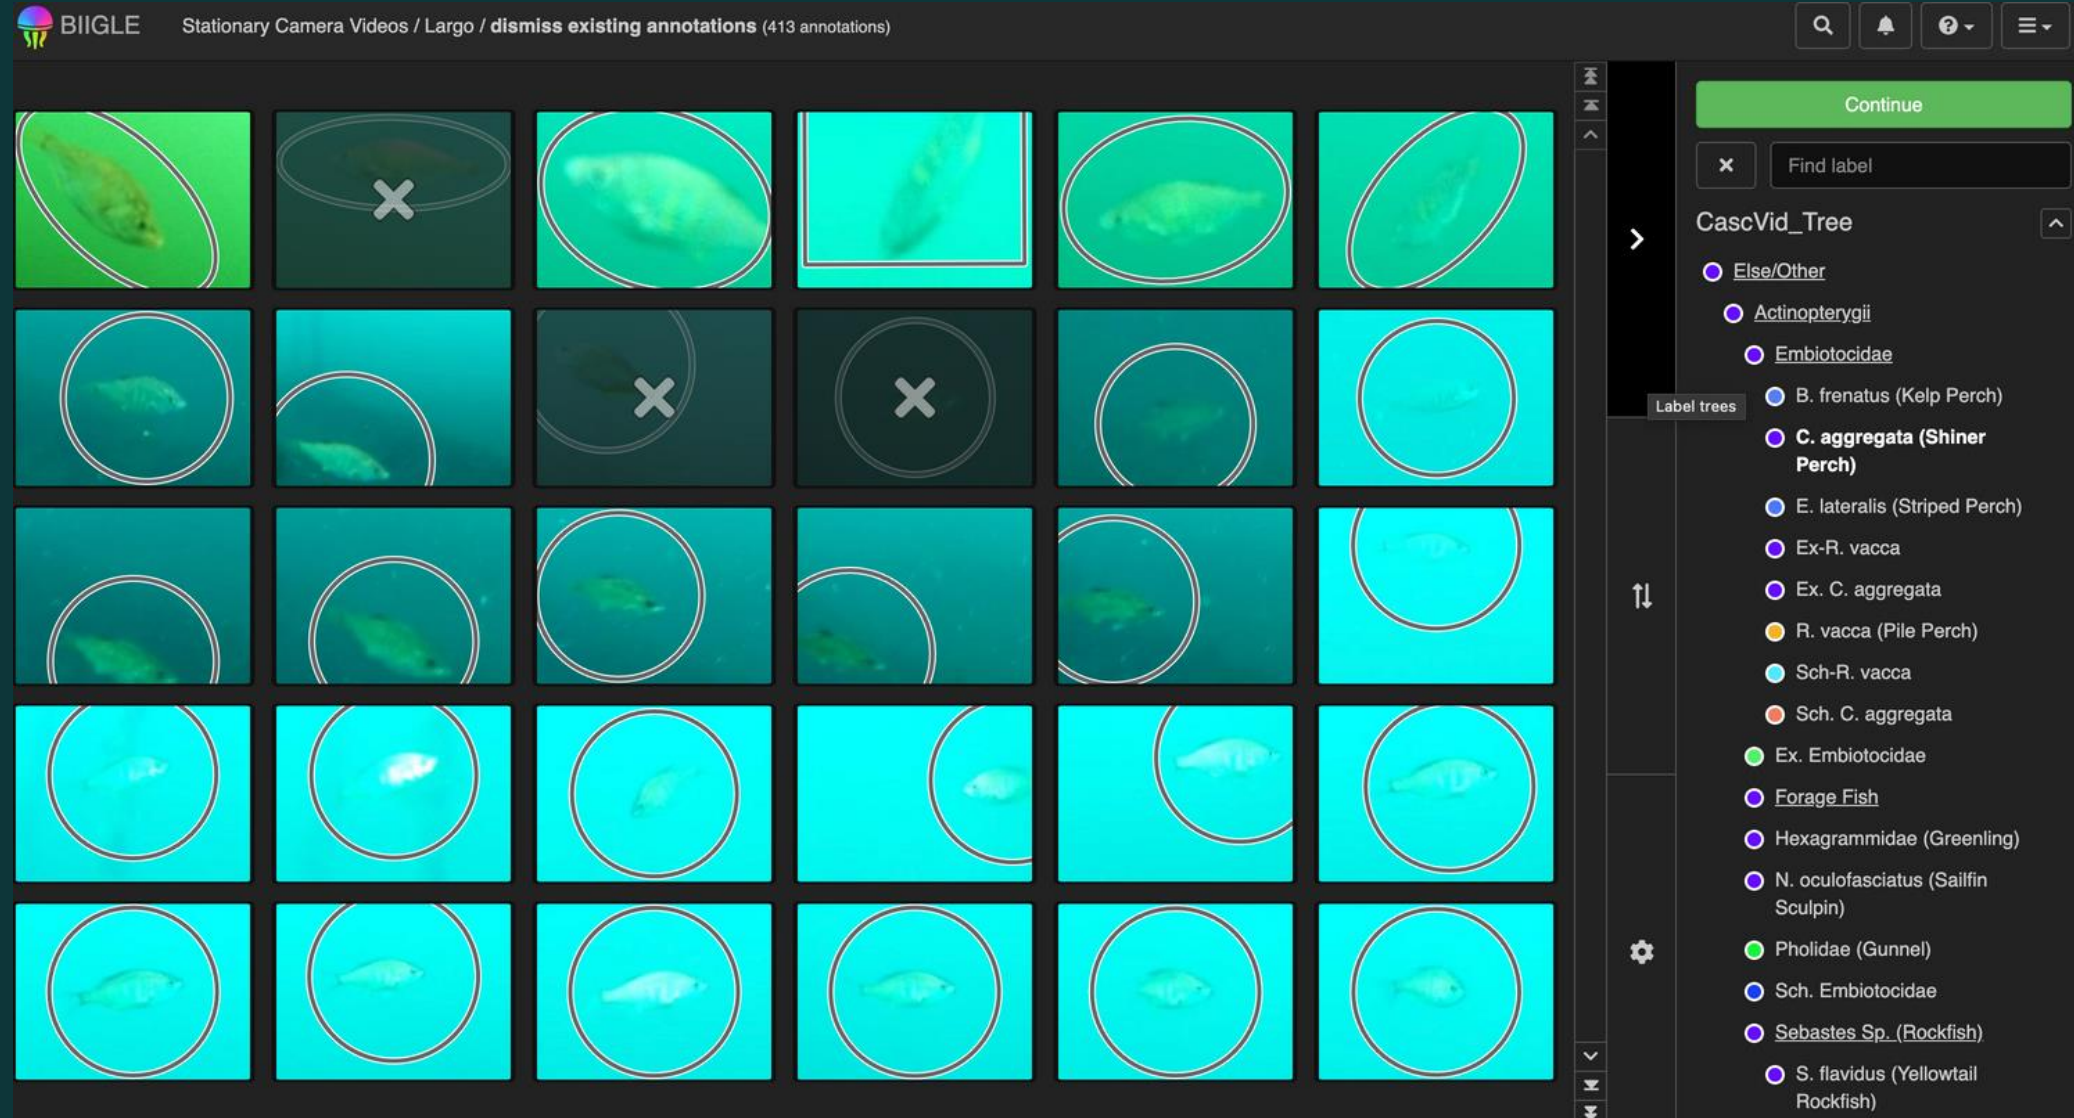 BIIGLE
Stationary Camera Videos / Largo / dismiss existing annotations (413 annotations)
Continue
Find label
CascVid_Tree
Else/Other
Actinopterygii
Embiotocidae
B. frenatus (Kelp Perch)
Label trees
C. aggregata (Shiner
Perch)
E. lateralis (Striped Perch)
Ex-R. vacca
Ex. C. aggregata
R. vacca (Pile Perch)
Sch-R. vacca
Sch. C. aggregata
Ex. Embiotocidae
Forage Fish
Hexagrammidae (Greenling)
N. oculofasciatus (Sailfin
Sculpin)
Pholidae (Gunnel)
Sch. Embiotocidae
Sebastes Sp. (Rockfish)
S. flavidus (Yellowtail
Rockfish)